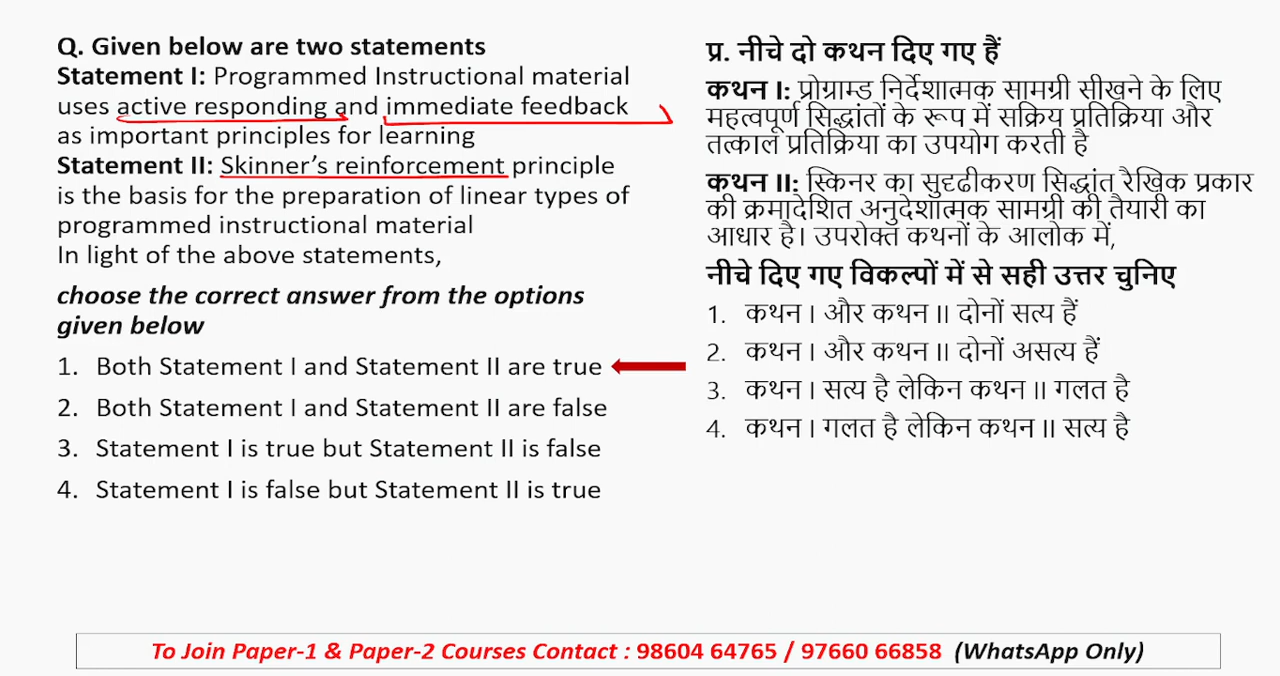 Q. Given below are two statements
Statement I: Programmed Instructional material
uses active responding and immediate feedback
as important principles for learning
Statement II: Skinner’s reinforcement principle
is the basis for the preparation of linear types of
programmed instructional material
In light of the above statements,
choose the correct answer from the options
given below
1. Both Statement I and Statement II are true
2. Both Statement I and Statement II are false
3. Statement I is true but Statement II is false
4. Statement I is false but Statement II is true
प्र. नीचे दो कथन दिए गए हैं
कथन I: प्रोग्राम्ड निर्देशात्मक सामग्री सीखने के लिए
महत्वपूर्ण सिद्धांतों के रूप में सक्रिय प्रतिक्रिया और
तत्काल प्रतिक्रिया का उपयोग करती है
कथन II: स्किनर का सुदृढीकरण सिद्धांत रैखिक प्रकार
की क्रमादेशित अनुदेशात्मक सामग्री की तैयारी का
आधार है। उपरोक्त कथनों के आलोक में,
नीचे दिए गए विकल्पों में से सही उत्तर चुनिए
1. कथन I और कथन II दोनों सत्य हैं
2. कथन I और कथन II दोनों असत्य हैं
3. कथन I सत्य है लेकिन कथन II गलत है
4. कथन I गलत है लेकिन कथन II सत्य है
To Join Paper-1 & Paper-2 Courses Contact : 98604 64765 / 97660 66858 (WhatsApp Only)